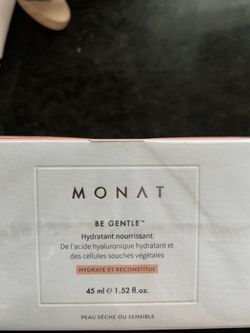 MONAT
BE GENTLE™
Hydratant nourrissant
De l'acide hyaluronique hydratant et
des cellules souches végétales
HYDRATE ET RECONSTITUE
45 ml ℮ 1.52 fl. oz.
PEAU SÈCHE OU SENSIBLE